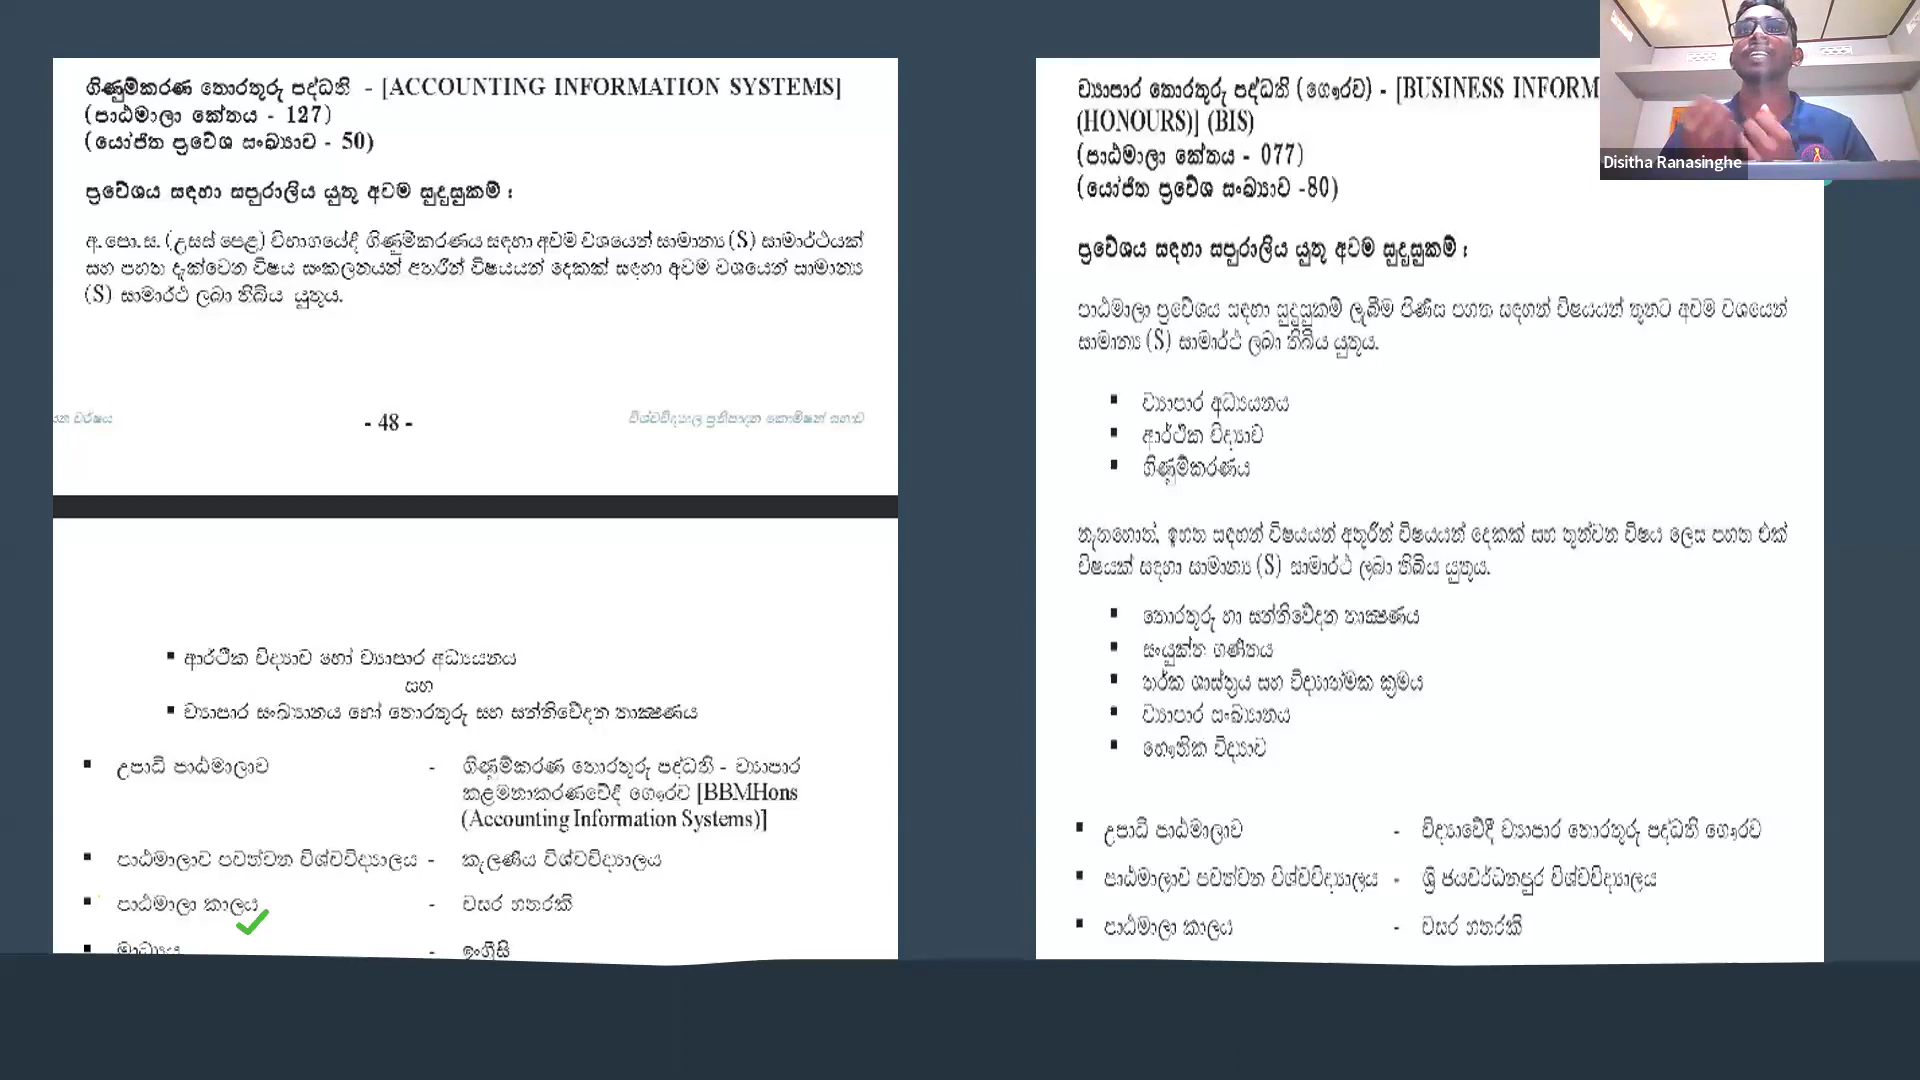 ගිණුම්කරණ තොරතුරු පද්ධති - [ACCOUNTING INFORMATION SYSTEMS]
(පාඨමාලා කේතය - 127)
(යෝජිත ප්‍රවේශ සංඛ්‍යාව - 50)
ප්‍රවේශය සඳහා සපුරාලිය යුතු අවම සුදුසුකම් :
අ. පො. ස. (උසස් පෙළ) විභාගයේදී ගිණුම්කරණය සඳහා අවම වශයෙන් සාමාන්‍ය (S) සාමාර්ථයක්
සහ පහත දැක්වෙන විෂය සංකලනයන් අතරින් විෂයයන් දෙකක් සඳහා අවම වශයෙන් සාමාන්‍ය
(S) සාමාර්ථ ලබා තිබිය යුතුය.
වර්ෂය
- 48 -
විශ්වවිද්‍යාල ප්‍රතිපාදන කොමිෂන් සභාව
▪ ආර්ථික විද්‍යාව හෝ ව්‍යාපාර අධ්‍යයනය
සහ
▪ ව්‍යාපාර සංඛ්‍යානය හෝ තොරතුරු සහ සන්නිවේදන තාක්ෂණය
▪ උපාධි පාඨමාලාව - ගිණුම්කරණ තොරතුරු පද්ධති - ව්‍යාපාර
කළමනාකරණවේදී ගෞරව [BBMHons
(Accounting Information Systems)]
▪ පාඨමාලාව පවත්වන විශ්වවිද්‍යාලය - කැලණිය විශ්වවිද්‍යාලය
▪ පාඨමාලා කාලය - වසර හතරකි
▪ මාධ්‍යය - ඉංග්‍රීසි
ව්‍යාපාර තොරතුරු පද්ධති (ගෞරව) - [BUSINESS INFORM
(HONOURS)] (BIS)
(පාඨමාලා කේතය - 077)
(යෝජිත ප්‍රවේශ සංඛ්‍යාව -80)
ප්‍රවේශය සඳහා සපුරාලිය යුතු අවම සුදුසුකම් :
පාඨමාලා ප්‍රවේශය සඳහා සුදුසුකම් ලැබීම පිණිස පහත සඳහන් විෂයයන් තුනට අවම වශයෙන්
සාමාන්‍ය (S) සාමාර්ථ ලබා තිබිය යුතුය.
▪ ව්‍යාපාර අධ්‍යයනය
▪ ආර්ථික විද්‍යාව
▪ ගිණුම්කරණය
නැතහොත්, ඉහත සඳහන් විෂයයන් අතුරින් විෂයයන් දෙකක් සහ තුන්වන විෂය ලෙස පහත එක්
විෂයක් සඳහා සාමාන්‍ය (S) සාමාර්ථ ලබා තිබිය යුතුය.
▪ තොරතුරු හා සන්නිවේදන තාක්ෂණය
▪ සංයුක්ත ගණිතය
▪ තර්ක ශාස්ත්‍රය සහ විද්‍යාත්මක ක්‍රමය
▪ ව්‍යාපාර සංඛ්‍යානය
▪ භෞතික විද්‍යාව
▪ උපාධි පාඨමාලාව - විද්‍යාවේදී ව්‍යාපාර තොරතුරු පද්ධති ගෞරව
▪ පාඨමාලාව පවත්වන විශ්වවිද්‍යාලය - ශ්‍රී ජයවර්ධනපුර විශ්වවිද්‍යාලය
▪ පාඨමාලා කාලය - වසර හතරකි
Disitha Ranasinghe